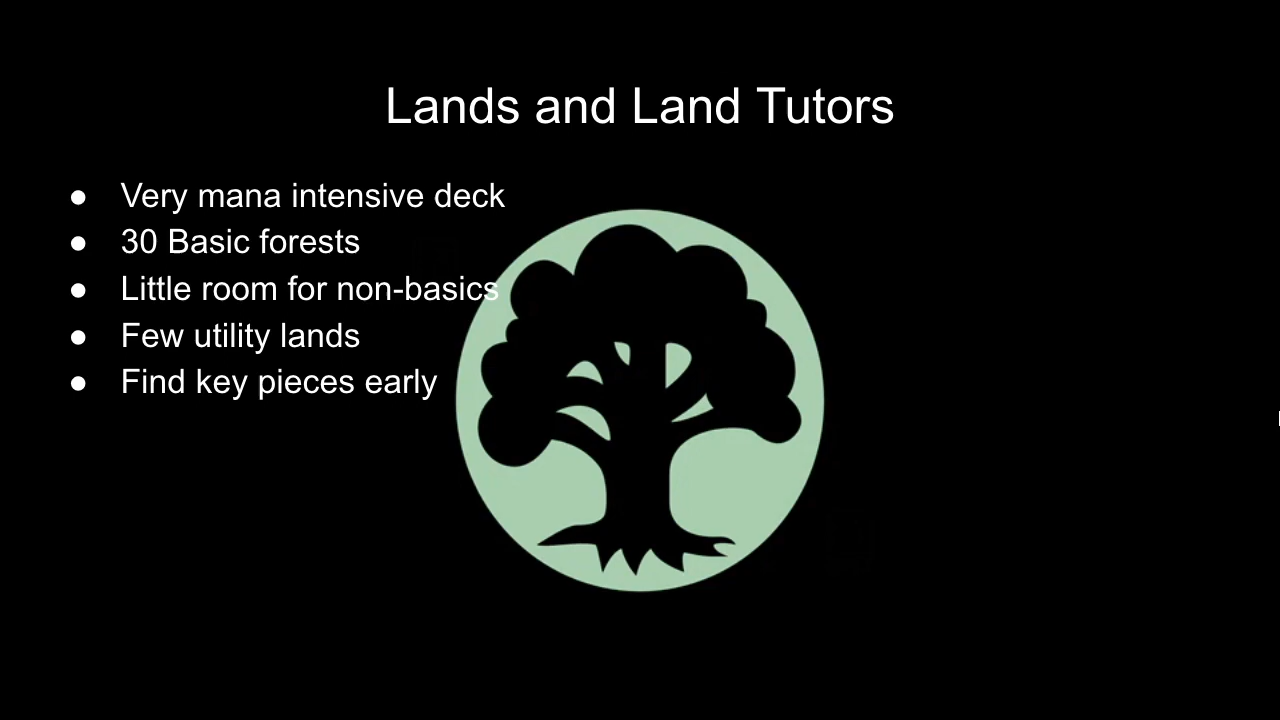 Lands and Land Tutors
● Very mana intensive deck
● 30 Basic forests
● Little room for non-basics
● Few utility lands
● Find key pieces early